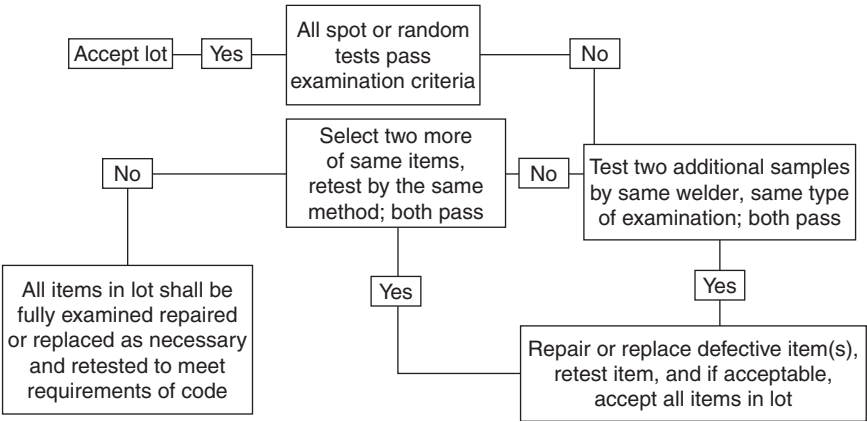 Accept lot
Yes
All spot or random
tests pass
examination criteria
No
Select two more
of same items,
retest by the same
method; both pass
No
No
Test two additional samples
by same welder, same type
of examination; both pass
All items in lot shall be
fully examined repaired
or replaced as necessary
and retested to meet
requirements of code
Yes
Yes
Repair or replace defective item(s),
retest item, and if acceptable,
accept all items in lot